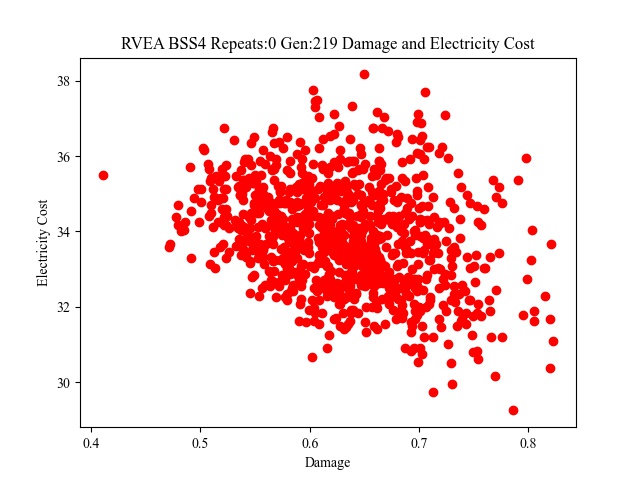 RVEA BSS4 Repeats:0 Gen:219 Damage and Electricity Cost
38
36
34
32
30
Electricity Cost
0.4 0.5 0.6 0.7 0.8
Damage